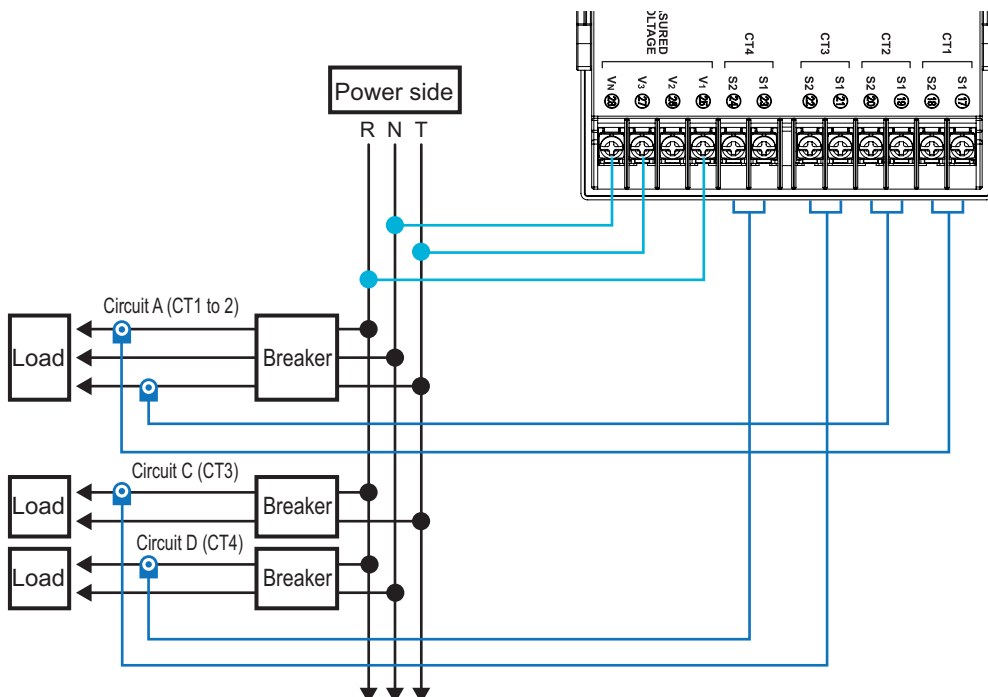 Power side
R N T
SURED
OLTAGE
CT4
CT3
CT2
CT1
VN
V3
V2
V1
S2
S1
S2
S1
S2
S1
S2
S1
28
27
26
25
24
23
22
21
20
19
18
17
Circuit A (CT1 to 2)
Load
Breaker
Circuit C (CT3)
Load
Breaker
Circuit D (CT4)
Load
Breaker